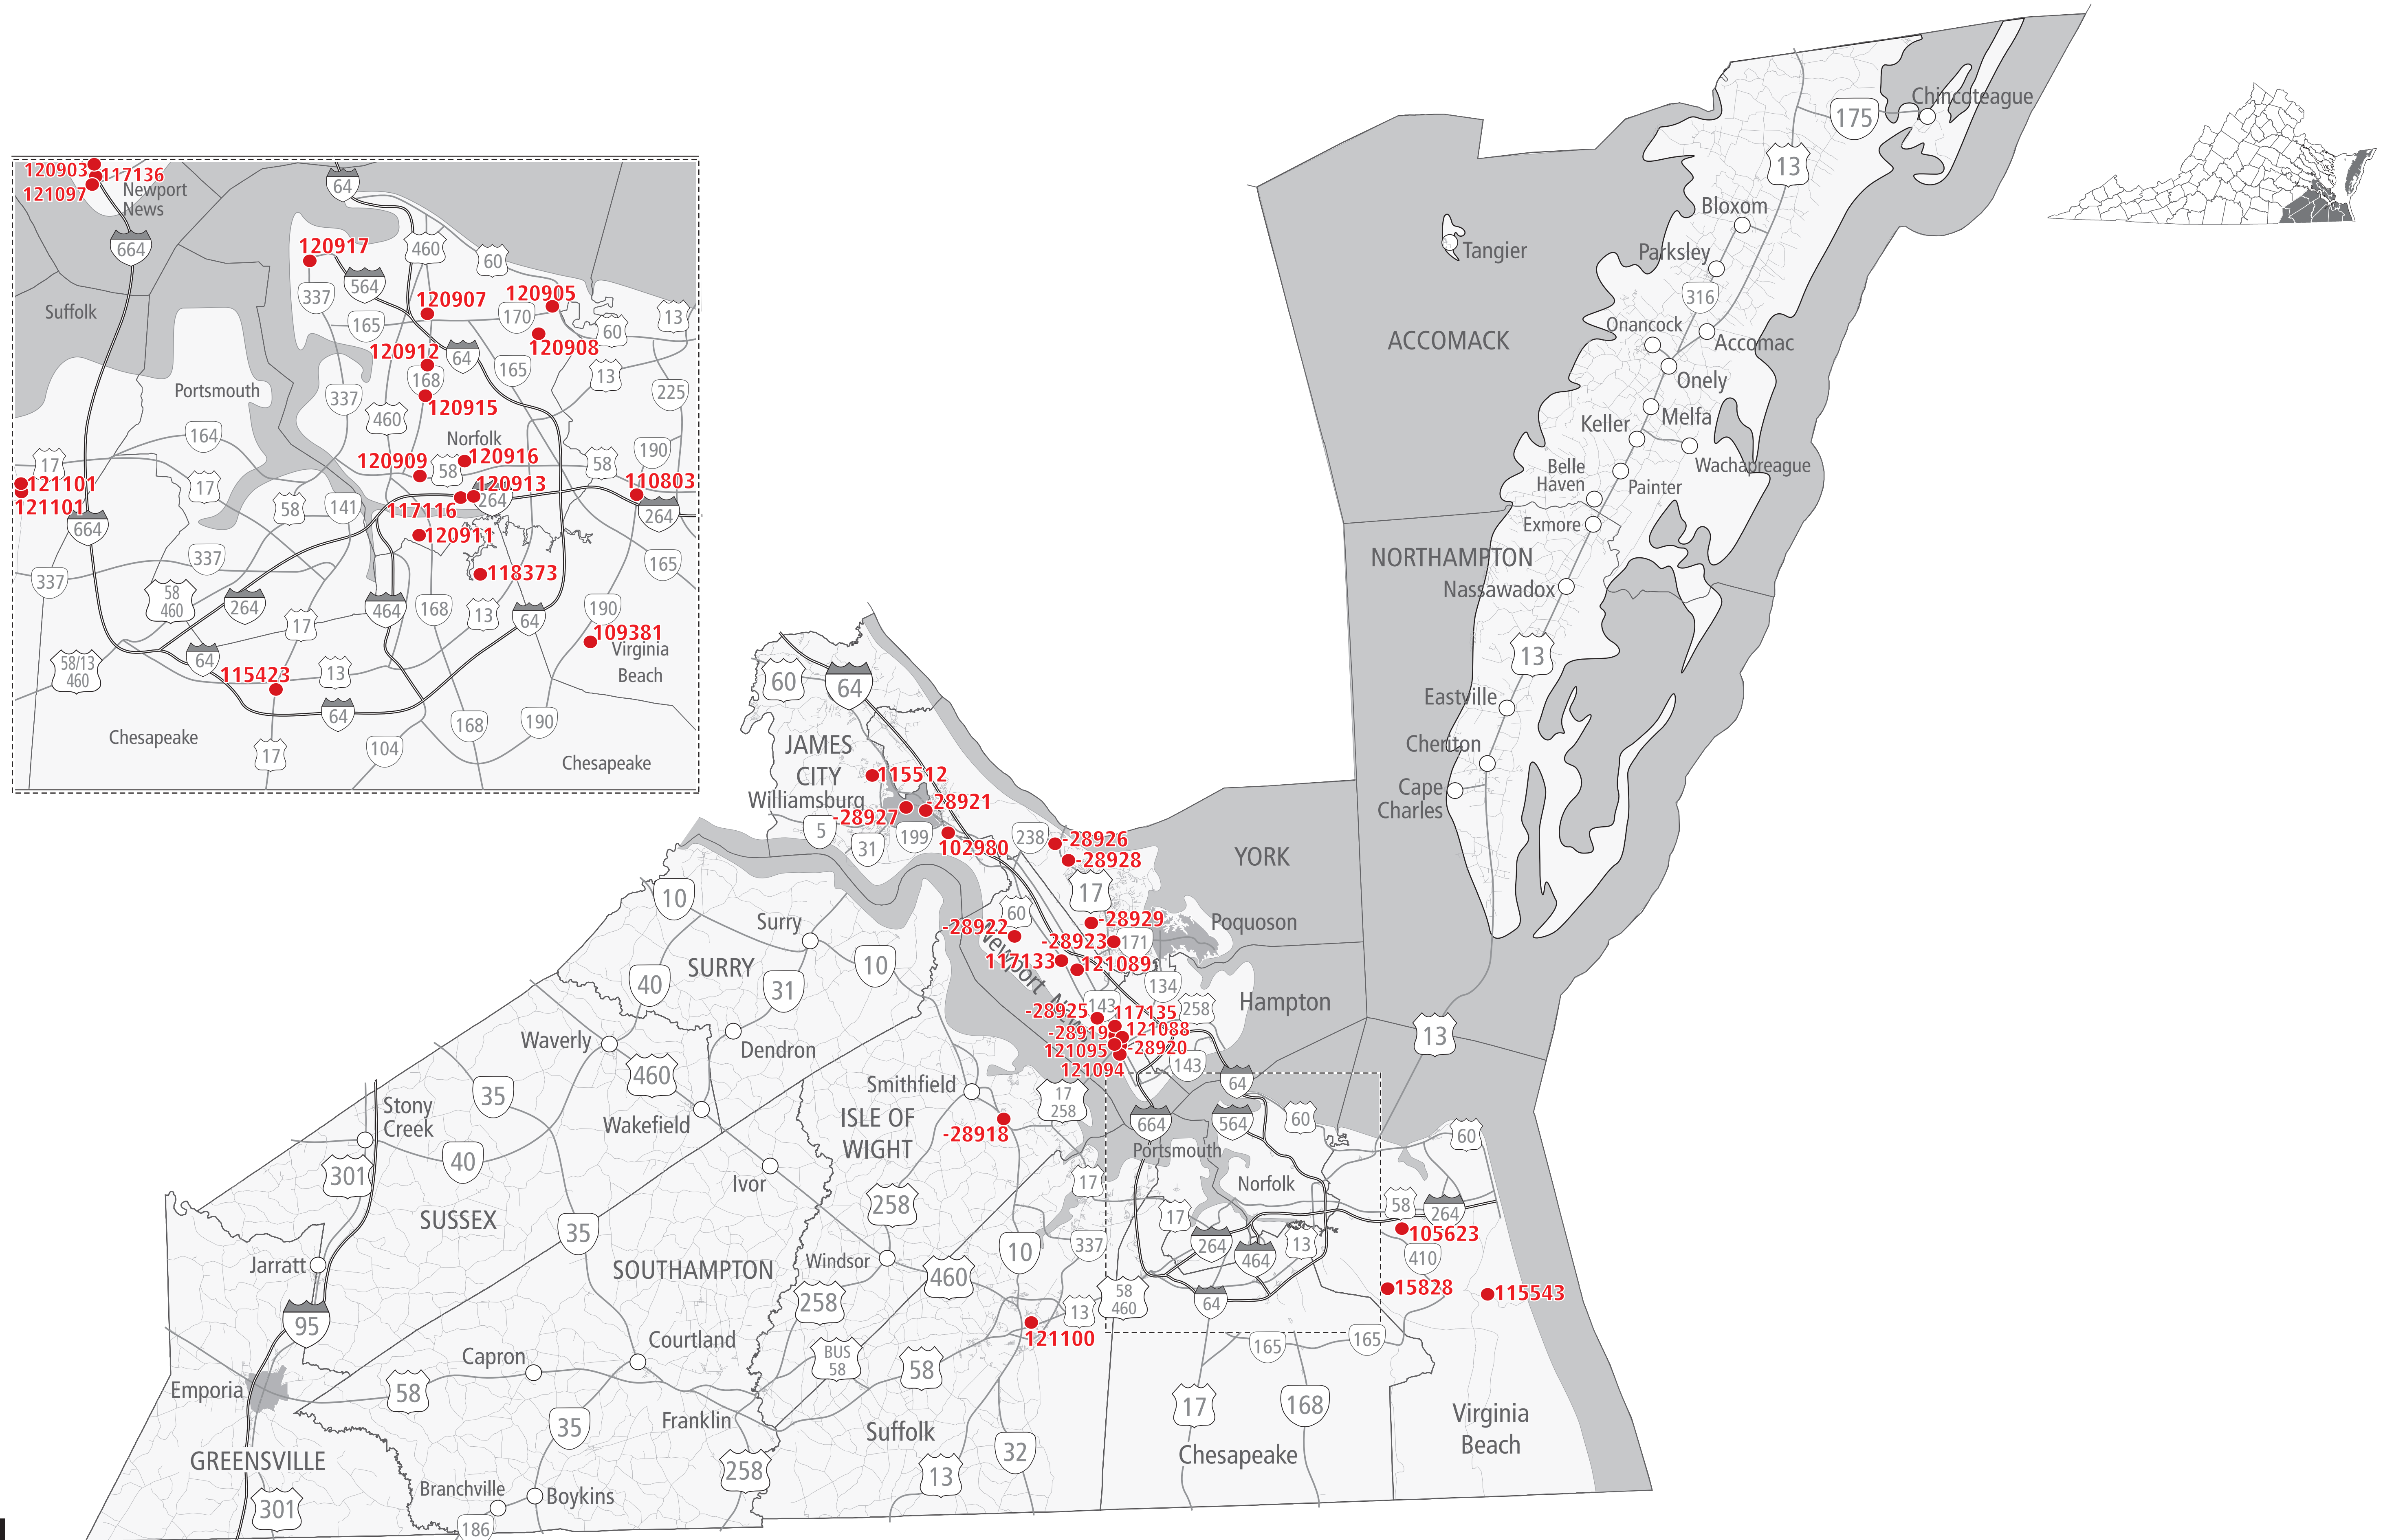 120903
117136
121097
Newport
News
64
664
120917
460
60
564
337
120907
120905
170
13
165
60
Suffolk
120908
120912
64
165
13
168
Portsmouth
337
225
460
120915
164
Norfolk
190
17
120909
58
120916
58
121101
17
110803
120913
264
121101
58
141
117116
264
664
120911
337
165
337
118373
58
460
264
464
168
13
64
190
17
109381
Virginia
Beach
58/13
460
64
115423
13
64
168
190
Chesapeake
17
104
Chesapeake
Chincoteague
175
13
Bloxom
Tangier
Parksley
316
Onancock
ACCOMACK
Accomac
Onely
Keller
Melfa
Belle
Haven
Wachapreague
Painter
Exmore
NORTHAMPTON
Nassawadox
13
Eastville
Cheriton
Cape
Charles
60
64
JAMES
CITY
115512
Williamsburg
-28921
-28927
5
31
199
102980
238
-28926
-28928
YORK
17
10
60
Surry
-28922
-28929
Poquoson
-28923
171
SURRY
10
117133
121089
Newport News
40
31
134
143
258
Hampton
-28925
117135
-28919
121088
121095
-28920
121094
143
13
Waverly
Dendron
460
Smithfield
64
35
17
258
Stony
Creek
Wakefield
ISLE OF
WIGHT
-28918
664
564
60
60
Portsmouth
40
301
Ivor
17
Norfolk
258
58
264
SUSSEX
35
17
105623
10
337
264
464
13
410
Jarratt
SOUTHAMPTON
Windsor
460
15828
115543
258
58
460
64
13
95
121100
Courtland
165
165
Capron
BUS
58
58
Emporia
58
17
168
35
Franklin
Suffolk
Virginia
Beach
GREENSVILLE
32
Chesapeake
258
13
Branchville
Boykins
301
186